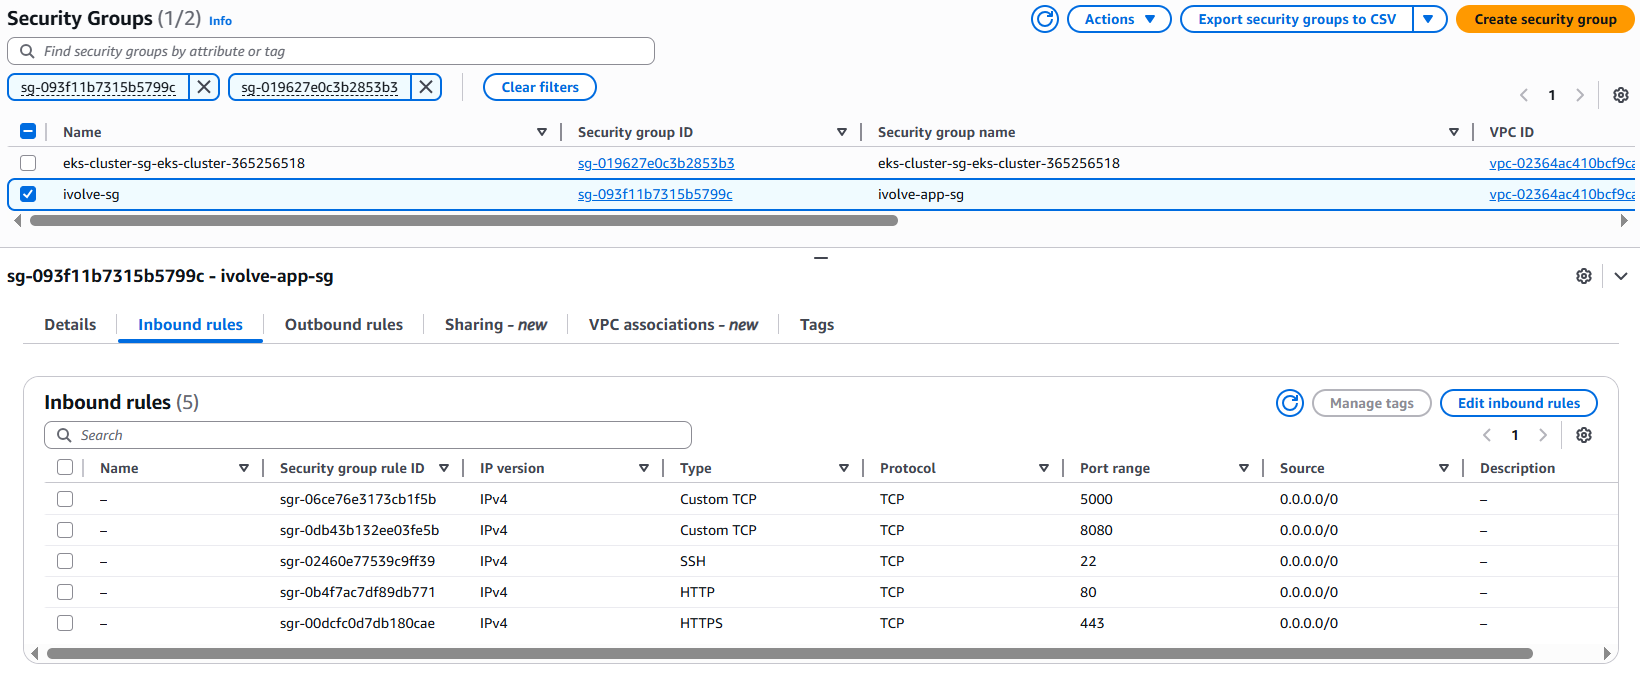 Security Groups (1/2) Info
Actions
Export security groups to CSV
Create security group
Find security groups by attribute or tag
sg-093f11b7315b5799c
sg-019627e0c3b2853b3
Clear filters
1
Name Security group ID Security group name VPC ID
eks-cluster-sg-eks-cluster-365256518 sg-019627e0c3b2853b3 eks-cluster-sg-eks-cluster-365256518 vpc-02364ac410bcf9ca
ivolve-sg sg-093f11b7315b5799c ivolve-app-sg vpc-02364ac410bcf9ca
sg-093f11b7315b5799c - ivolve-app-sg
Details Inbound rules Outbound rules Sharing - new VPC associations - new Tags
Inbound rules (5)
Manage tags
Edit inbound rules
Search
1
Name Security group rule ID IP version Type Protocol Port range Source Description
– sgr-06ce76e3173cb1f5b IPv4 Custom TCP TCP 5000 0.0.0.0/0 –
– sgr-0db43b132ee03fe5b IPv4 Custom TCP TCP 8080 0.0.0.0/0 –
– sgr-02460e77539c9ff39 IPv4 SSH TCP 22 0.0.0.0/0 –
– sgr-0b4f7ac7df89db771 IPv4 HTTP TCP 80 0.0.0.0/0 –
– sgr-00dcfc0d7db180cae IPv4 HTTPS TCP 443 0.0.0.0/0 –